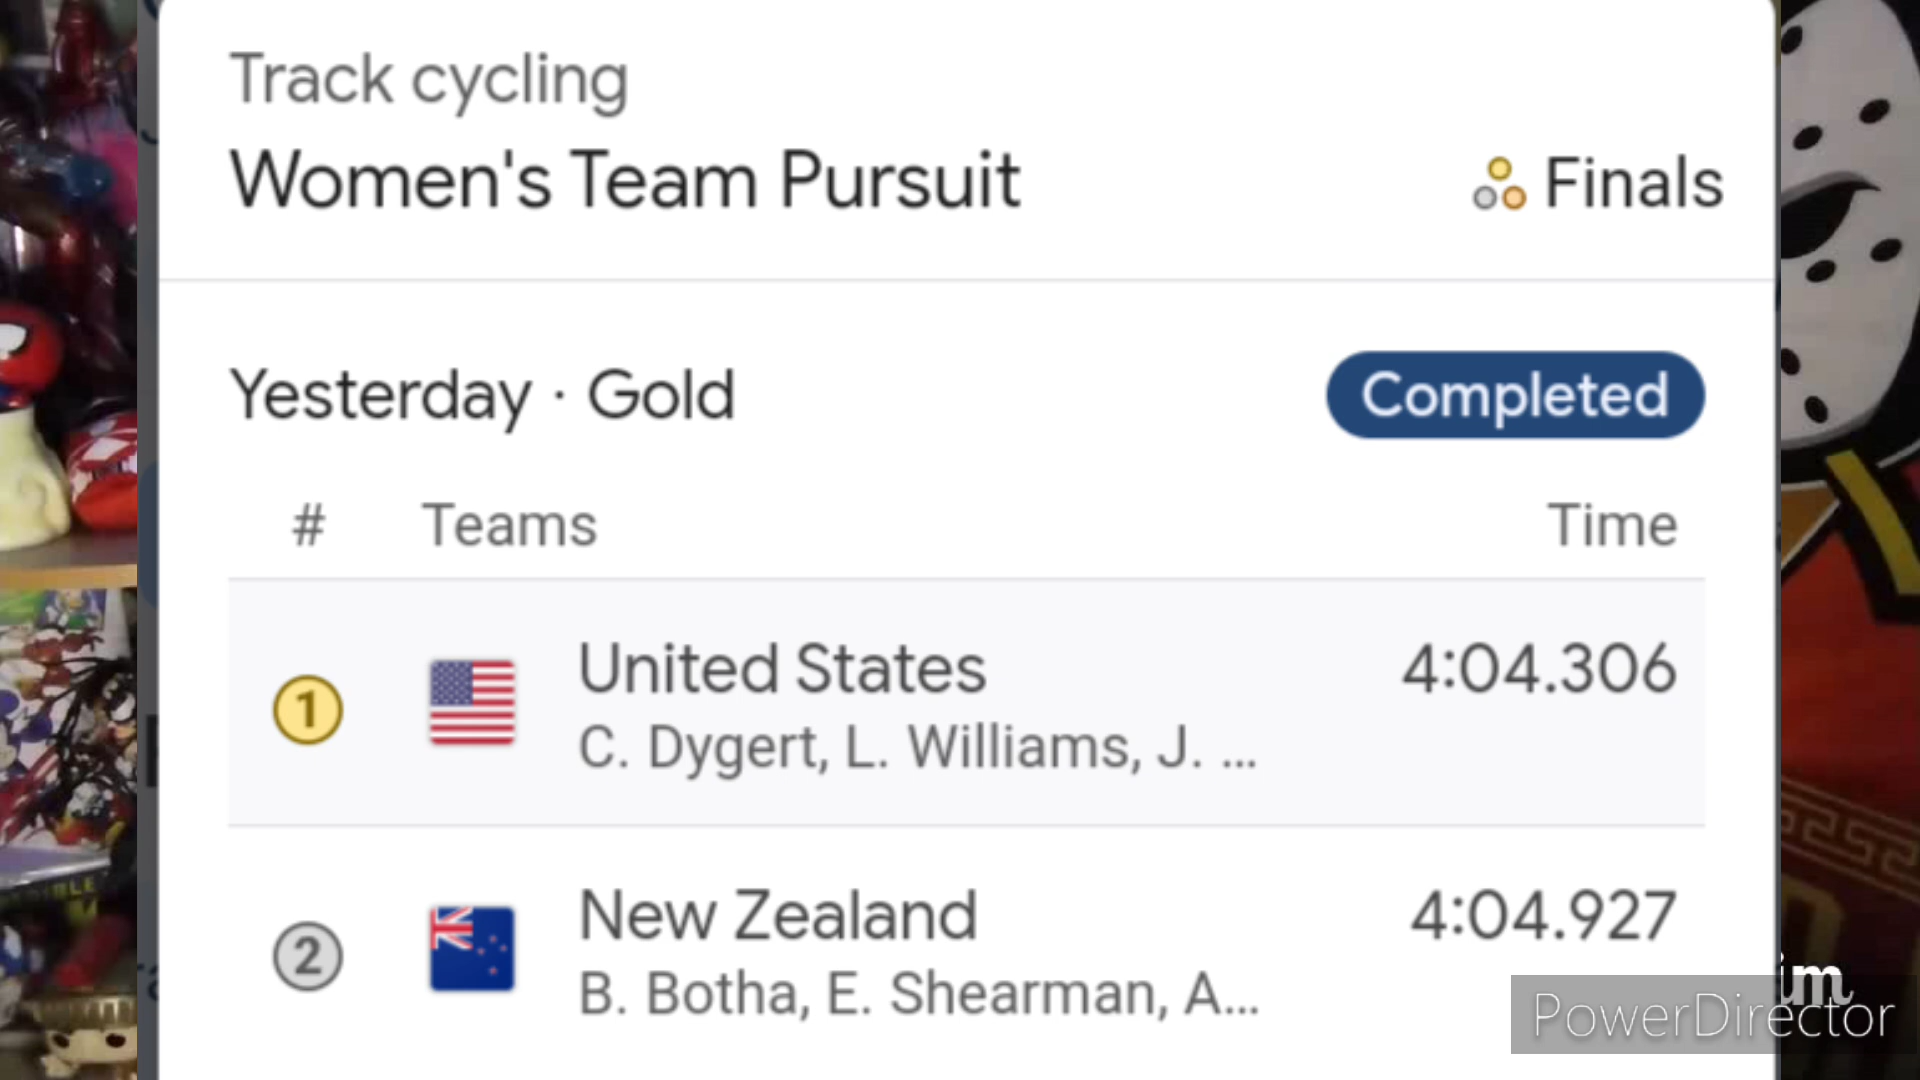 Track cycling
Women's Team Pursuit
Finals
Yesterday · Gold
Completed
# Teams Time
1 United States 4:04.306
C. Dygert, L. Williams, J. ...
2 New Zealand 4:04.927
B. Botha, E. Shearman, A...
im
PowerDirector